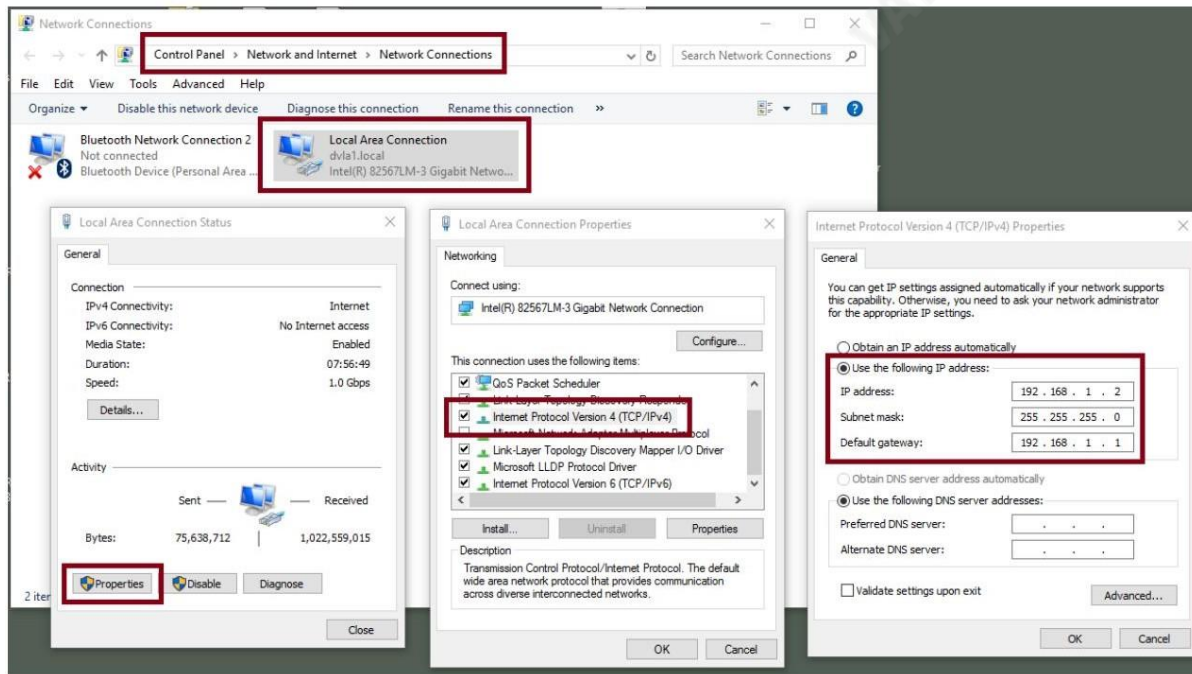 Network Connections
Control Panel > Network and Internet > Network Connections
Search Network Connections
File Edit View Tools Advanced Help
Organize Disable this network device Diagnose this connection Rename this connection »
Bluetooth Network Connection 2
Not connected
Bluetooth Device (Personal Area ...
Local Area Connection
dvla1.local
Intel(R) 82567LM-3 Gigabit Netwo...
Local Area Connection Status
General
Connection
IPv4 Connectivity: Internet
IPv6 Connectivity: No Internet access
Media State: Enabled
Duration: 07:56:49
Speed: 1.0 Gbps
Details...
Activity
Sent — — Received
Bytes: 75,638,712 1,022,559,015
Properties Disable Diagnose
Close
2 iter
Local Area Connection Properties
Networking
Connect using:
Intel(R) 82567LM-3 Gigabit Network Connection
Configure...
This connection uses the following items:
QoS Packet Scheduler
Link-Layer Topology Discovery Responde
Internet Protocol Version 4 (TCP/IPv4)
Microsoft Network Adapter Multiplexor Protocol
Link-Layer Topology Discovery Mapper I/O Driver
Microsoft LLDP Protocol Driver
Internet Protocol Version 6 (TCP/IPv6)
Install... Uninstall Properties
Description
Transmission Control Protocol/Internet Protocol. The default
wide area network protocol that provides communication
across diverse interconnected networks.
OK Cancel
Internet Protocol Version 4 (TCP/IPv4) Properties
General
You can get IP settings assigned automatically if your network supports
this capability. Otherwise, you need to ask your network administrator
for the appropriate IP settings.
Obtain an IP address automatically
Use the following IP address:
IP address: 192 . 168 . 1 . 2
Subnet mask: 255 . 255 . 255 . 0
Default gateway: 192 . 168 . 1 . 1
Obtain DNS server address automatically
Use the following DNS server addresses:
Preferred DNS server: . . .
Alternate DNS server: . . .
Validate settings upon exit
Advanced...
OK Cancel